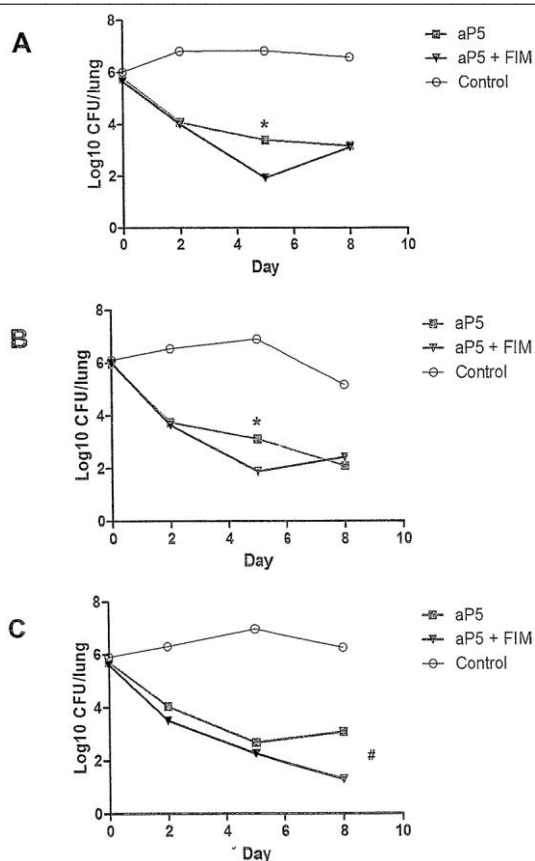 A
8
6
4
2
0
Log10 CFU/lung
*
0 2 4 6 8 10
Day
aP5
aP5 + FIM
Control
B
8
6
4
2
0
Log10 CFU/lung
*
0 2 4 6 8 10
Day
aP5
aP5 + FIM
Control
C
8
6
4
2
0
Log10 CFU/lung
#
0 2 4 6 8 10
Day
aP5
aP5 + FIM
Control